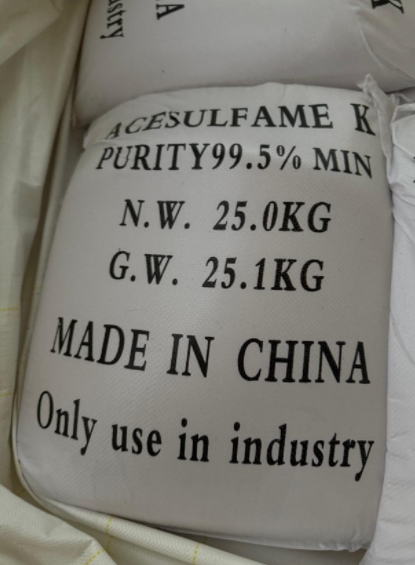 ACESULFAME K
PURITY99.5% MIN
N.W. 25.0KG
G.W. 25.1KG
MADE IN CHINA
Only use in industry